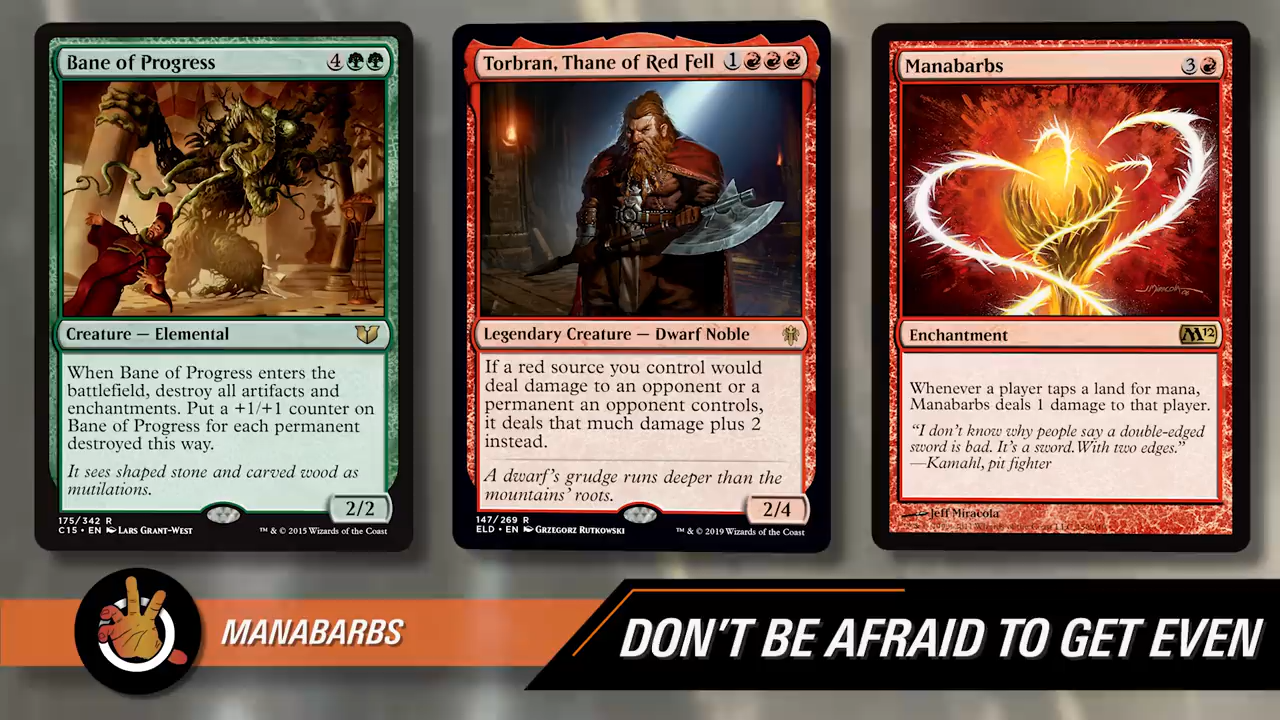 Bane of Progress 4
Creature — Elemental
When Bane of Progress enters the
battlefield, destroy all artifacts and
enchantments. Put a +1/+1 counter on
Bane of Progress for each permanent
destroyed this way.
It sees shaped stone and carved wood as
mutilations.
2/2
175/342 R
C15 • EN Lars Grant-West
™ & © 2015 Wizards of the Coast
Torbran, Thane of Red Fell 1
Legendary Creature — Dwarf Noble
If a red source you control would
deal damage to an opponent or a
permanent an opponent controls,
it deals that much damage plus 2
instead.
A dwarf's grudge runs deeper than the
mountains' roots.
2/4
147/269 R
ELD • EN Grzegorz Rutkowski
™ & © 2019 Wizards of the Coast
Manabarbs 3
Enchantment M12
Whenever a player taps a land for mana,
Manabarbs deals 1 damage to that player.
"I don't know why people say a double-edged
sword is bad. It's a sword. With two edges."
—Kamahl, pit fighter
Jeff Miracola
MANABARBS
DON'T BE AFRAID TO GET EVEN